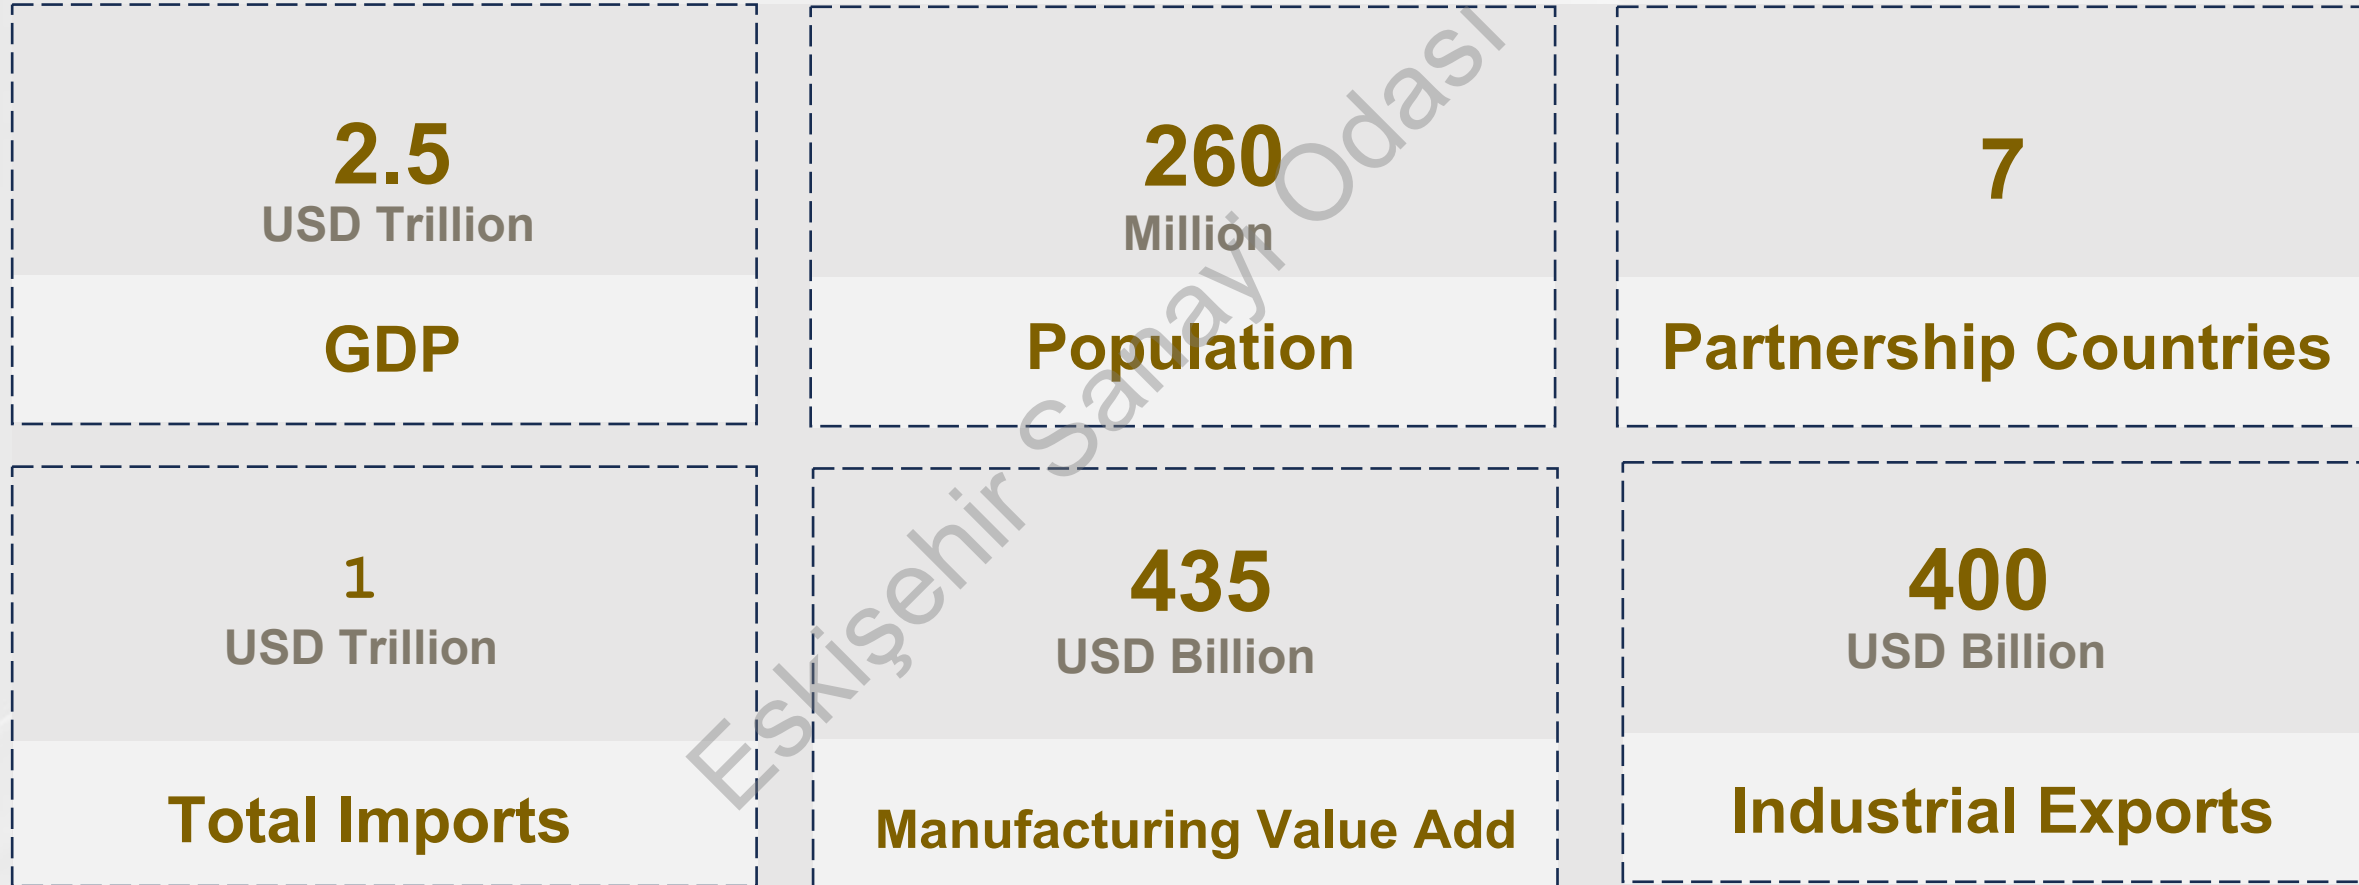 2.5
USD Trillion
GDP
260
Million
Population
7
Partnership Countries
1
USD Trillion
Total Imports
435
USD Billion
Manufacturing Value Add
400
USD Billion
Industrial Exports
Eskişehir Sanayi Odası